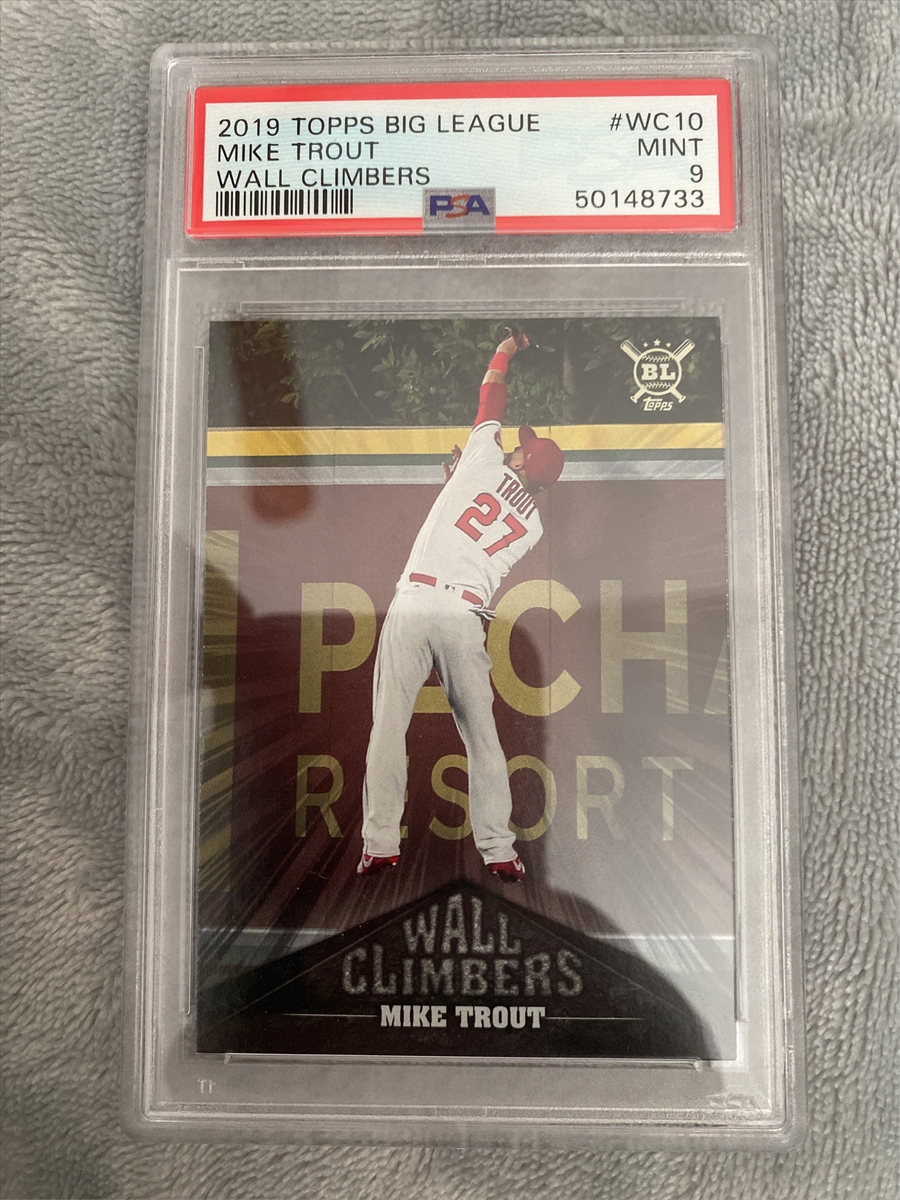 2019 TOPPS BIG LEAGUE #WC10
MIKE TROUT MINT
WALL CLIMBERS 9
PSA 50148733
BL
Topps
TROUT
27
P CH
RESORT
WALL
CLIMBERS
MIKE TROUT